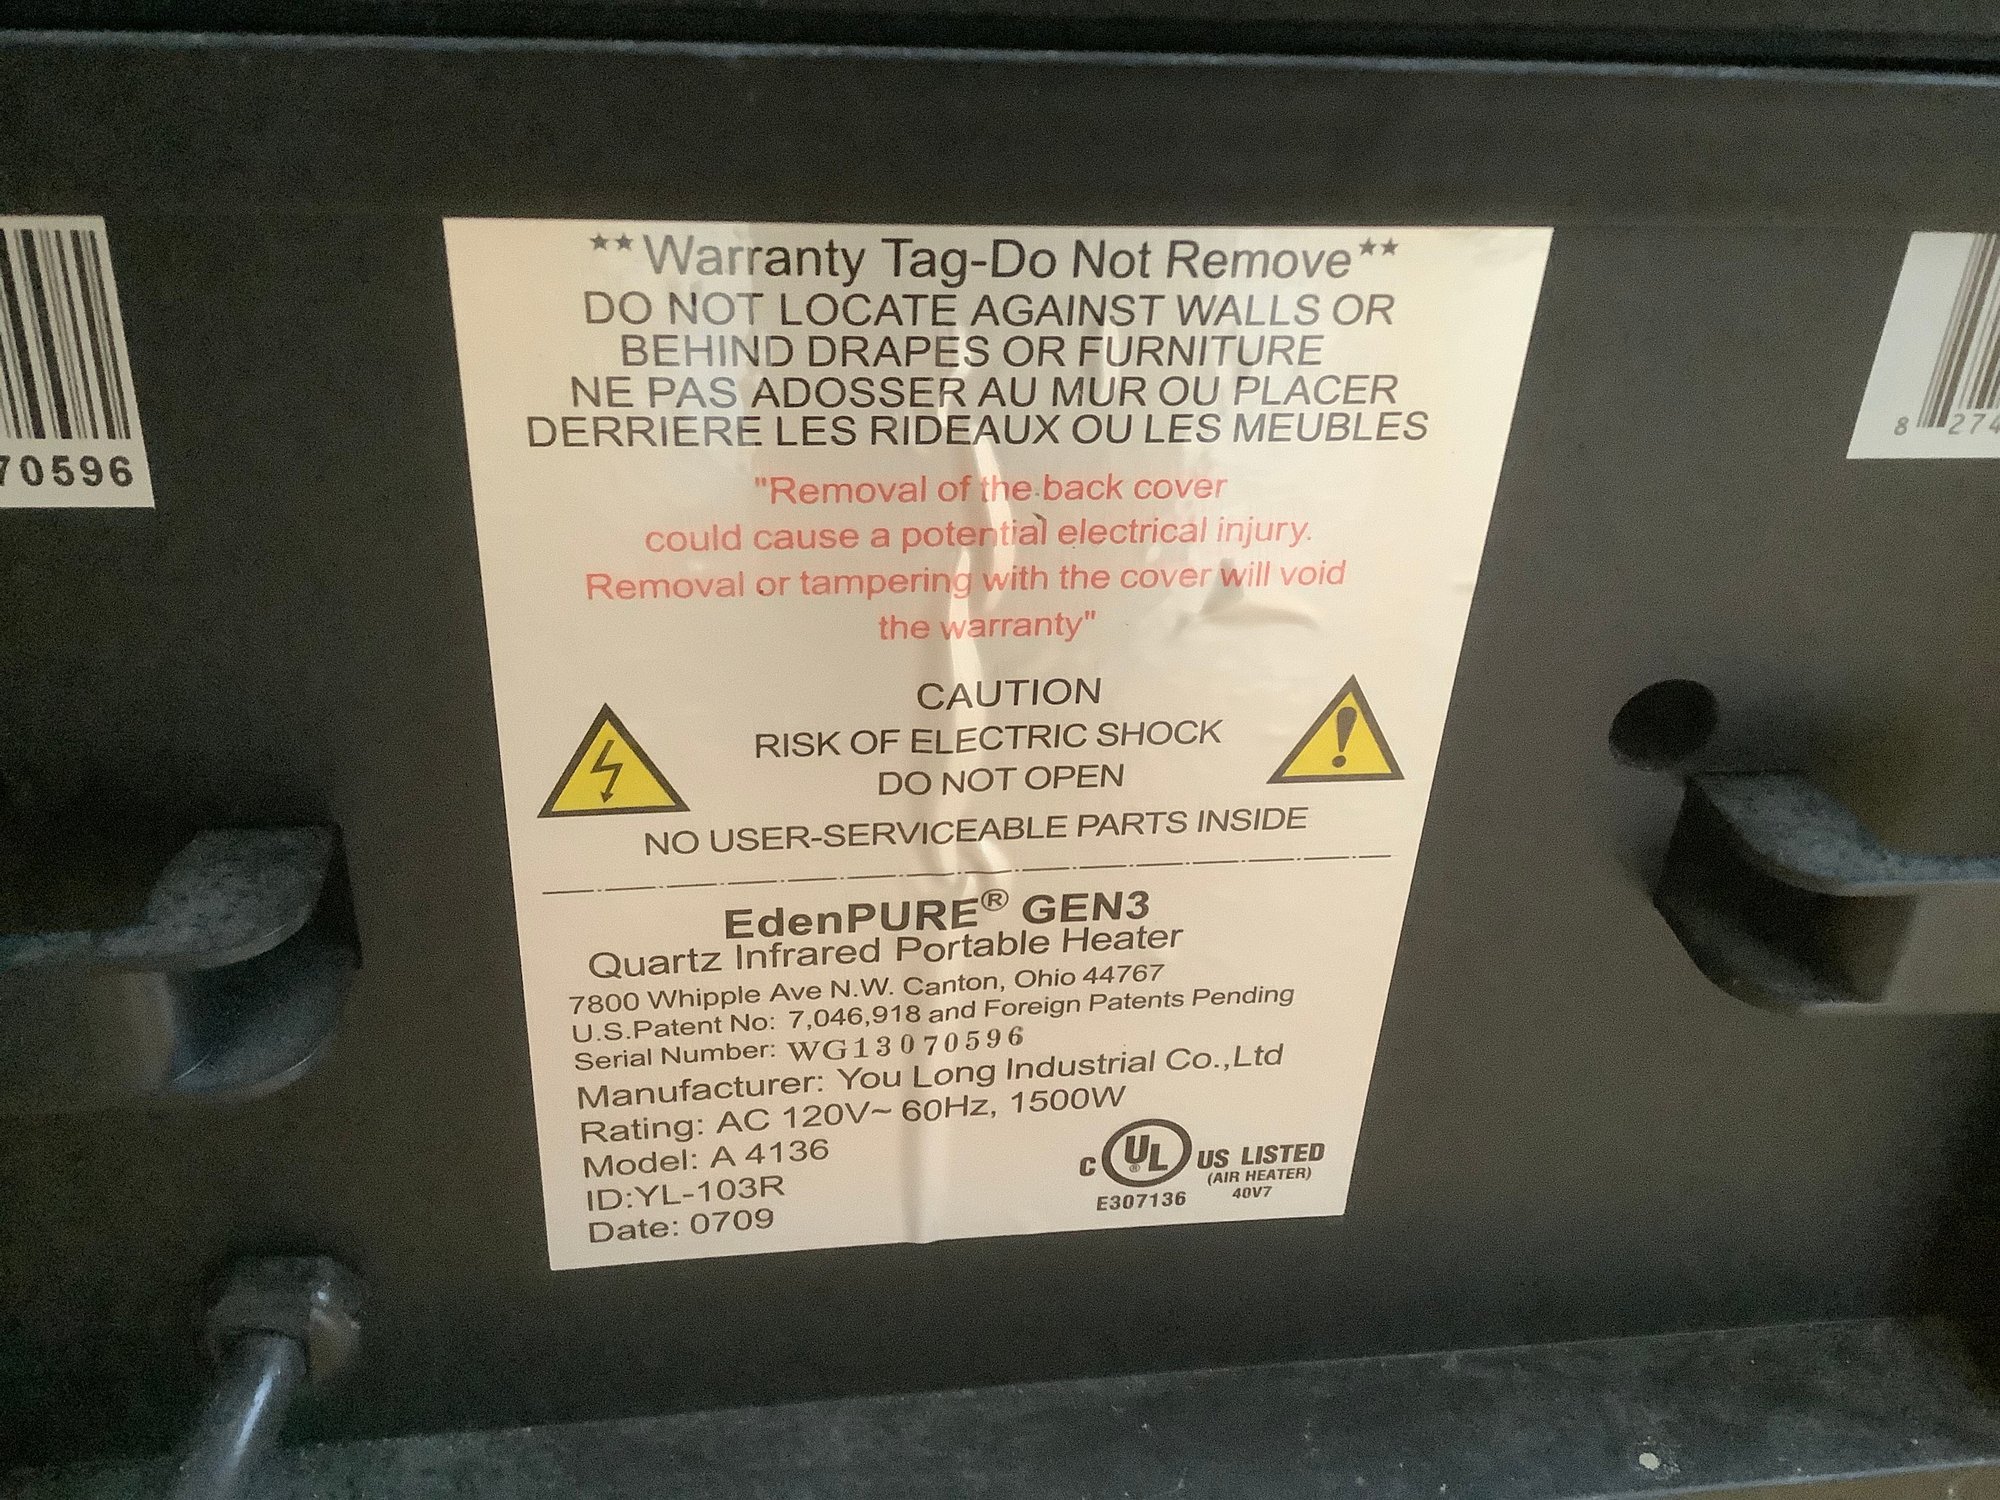 **Warranty Tag-Do Not Remove**
DO NOT LOCATE AGAINST WALLS OR
BEHIND DRAPES OR FURNITURE
NE PAS ADOSSER AU MUR OU PLACER
DERRIERE LES RIDEAUX OU LES MEUBLES
"Removal of the back cover
could cause a potential electrical injury.
Removal or tampering with the cover will void
the warranty"
CAUTION
RISK OF ELECTRIC SHOCK
DO NOT OPEN
NO USER-SERVICEABLE PARTS INSIDE
EdenPURE® GEN3
Quartz Infrared Portable Heater
7800 Whipple Ave N.W. Canton, Ohio 44767
U.S.Patent No: 7,046,918 and Foreign Patents Pending
Serial Number: WG13070596
Manufacturer: You Long Industrial Co.,Ltd
Rating: AC 120V~ 60Hz, 1500W
Model: A 4136
ID:YL-103R
Date: 0709
C UL® US LISTED
(AIR HEATER)
E307136 40V7
70596
8 274